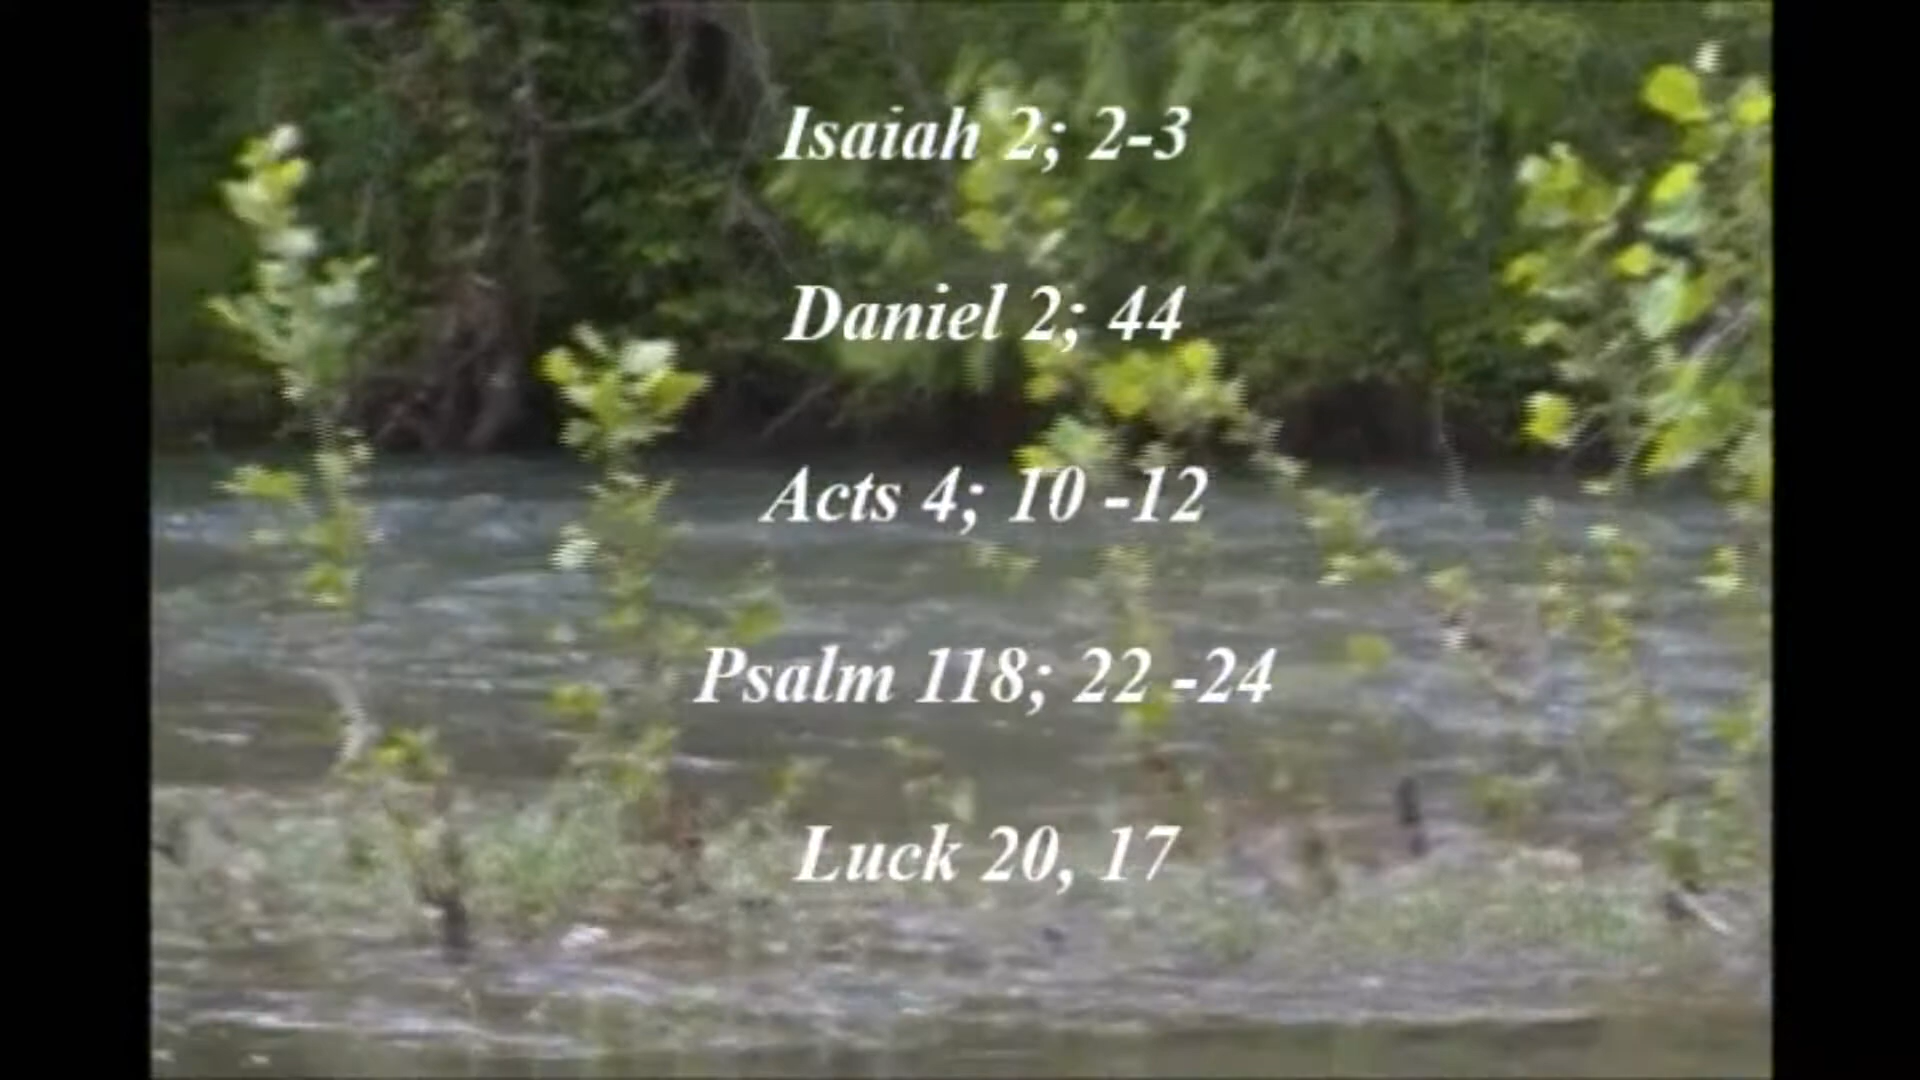 Isaiah 2; 2-3
Daniel 2; 44
Acts 4; 10 -12
Psalm 118; 22 -24
Luck 20, 17